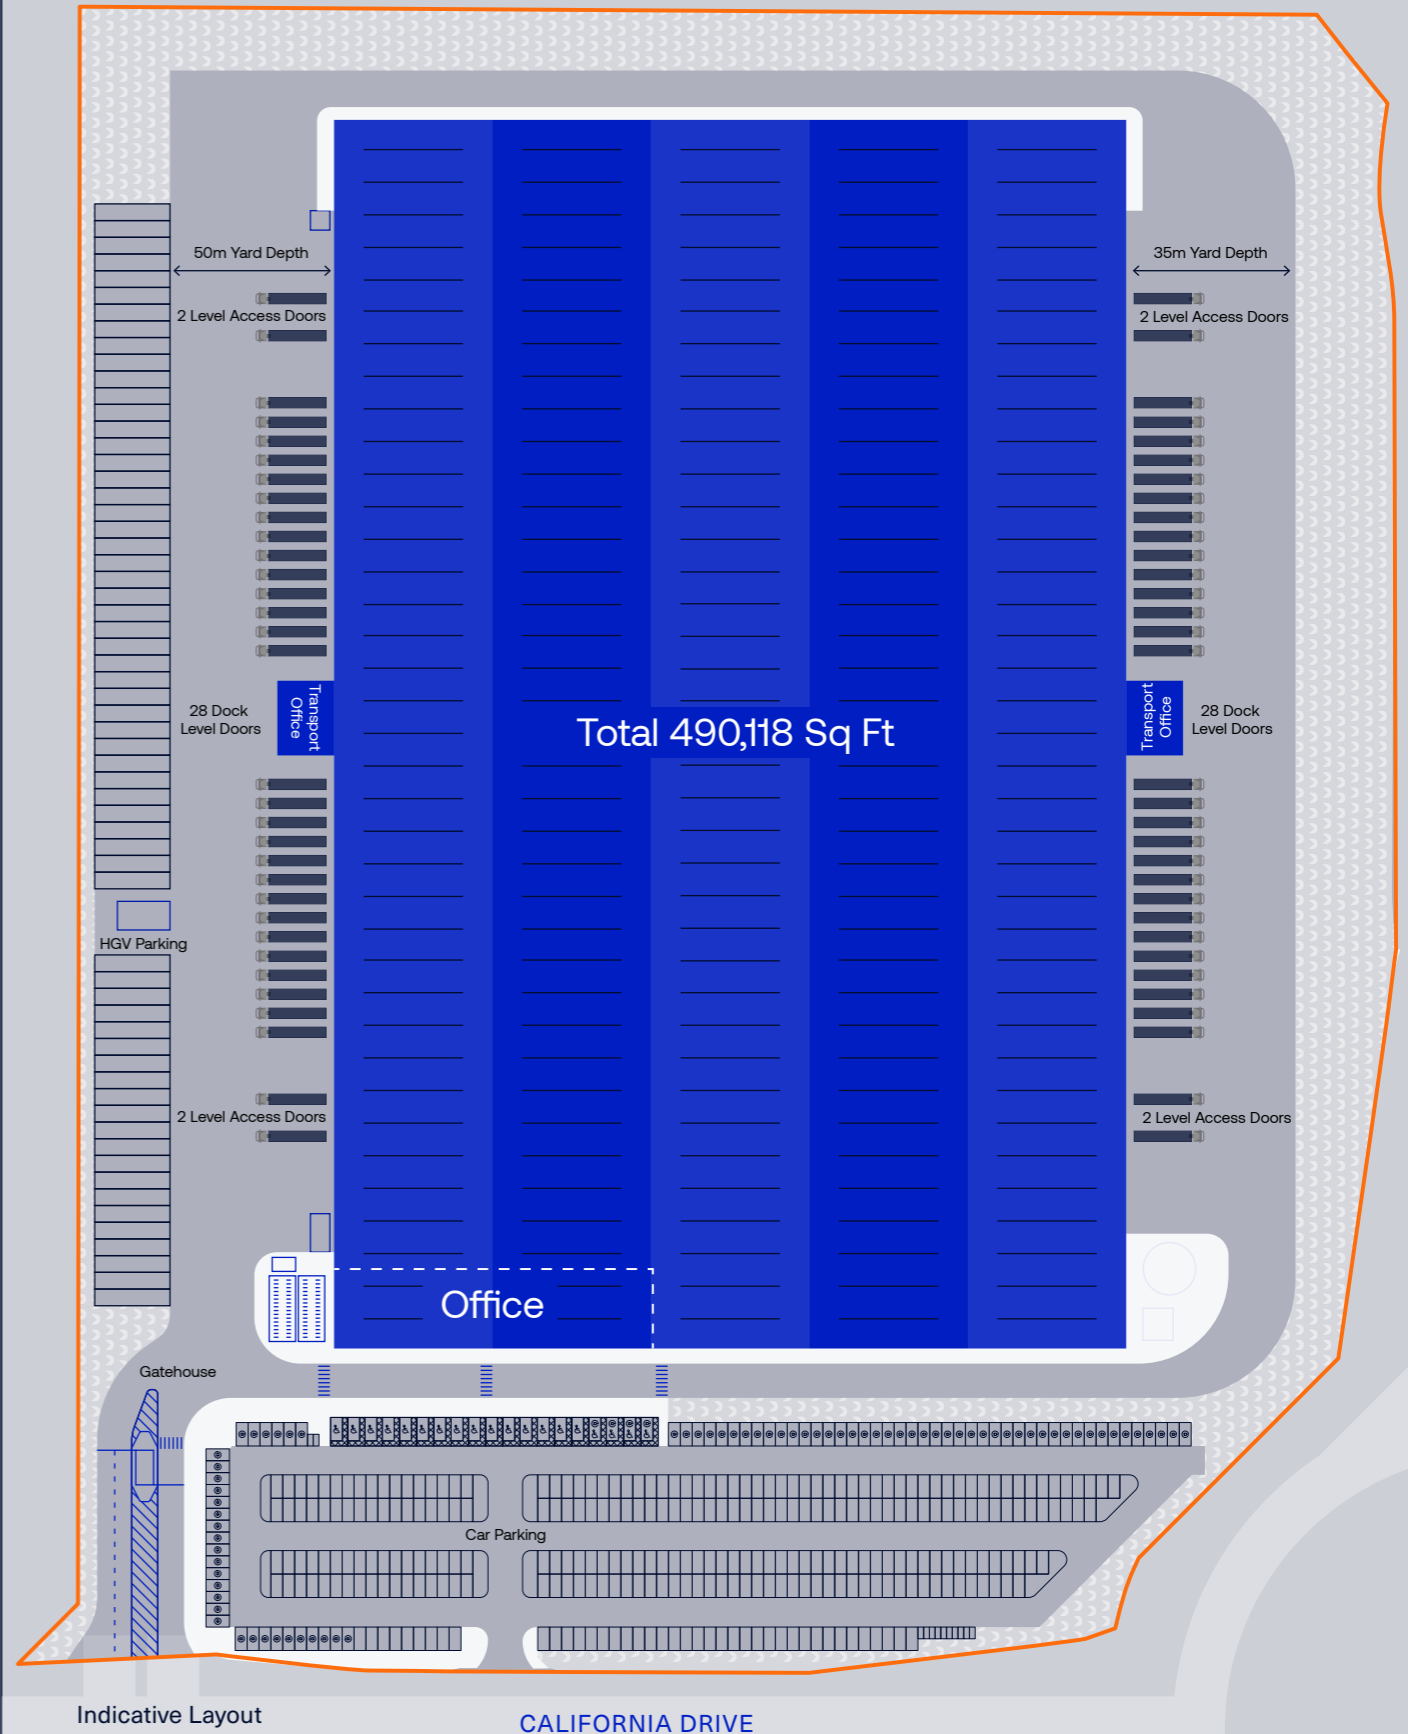 50m Yard Depth
35m Yard Depth
2 Level Access Doors
2 Level Access Doors
28 Dock
Level Doors
Transport
Office
Total 490,118 Sq Ft
Transport
Office
28 Dock
Level Doors
HGV Parking
2 Level Access Doors
2 Level Access Doors
Office
Gatehouse
Car Parking
Indicative Layout
CALIFORNIA DRIVE